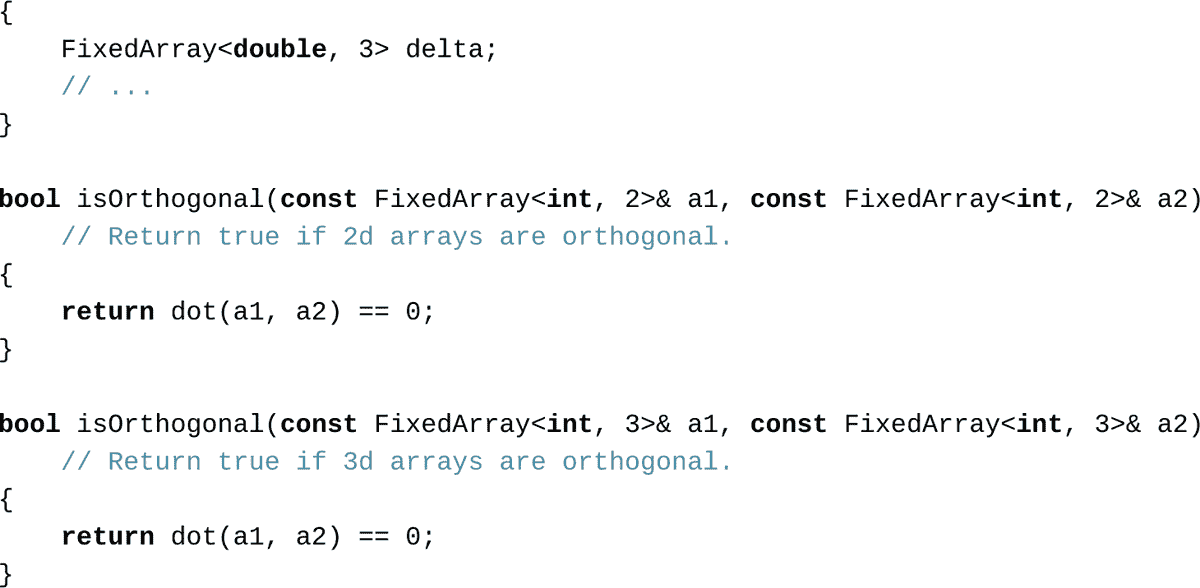 {
    FixedArray<double, 3> delta;
    // ...
}

bool isOrthogonal(const FixedArray<int, 2>& a1, const FixedArray<int, 2>& a2)
    // Return true if 2d arrays are orthogonal.
{
    return dot(a1, a2) == 0;
}

bool isOrthogonal(const FixedArray<int, 3>& a1, const FixedArray<int, 3>& a2)
    // Return true if 3d arrays are orthogonal.
{
    return dot(a1, a2) == 0;
}